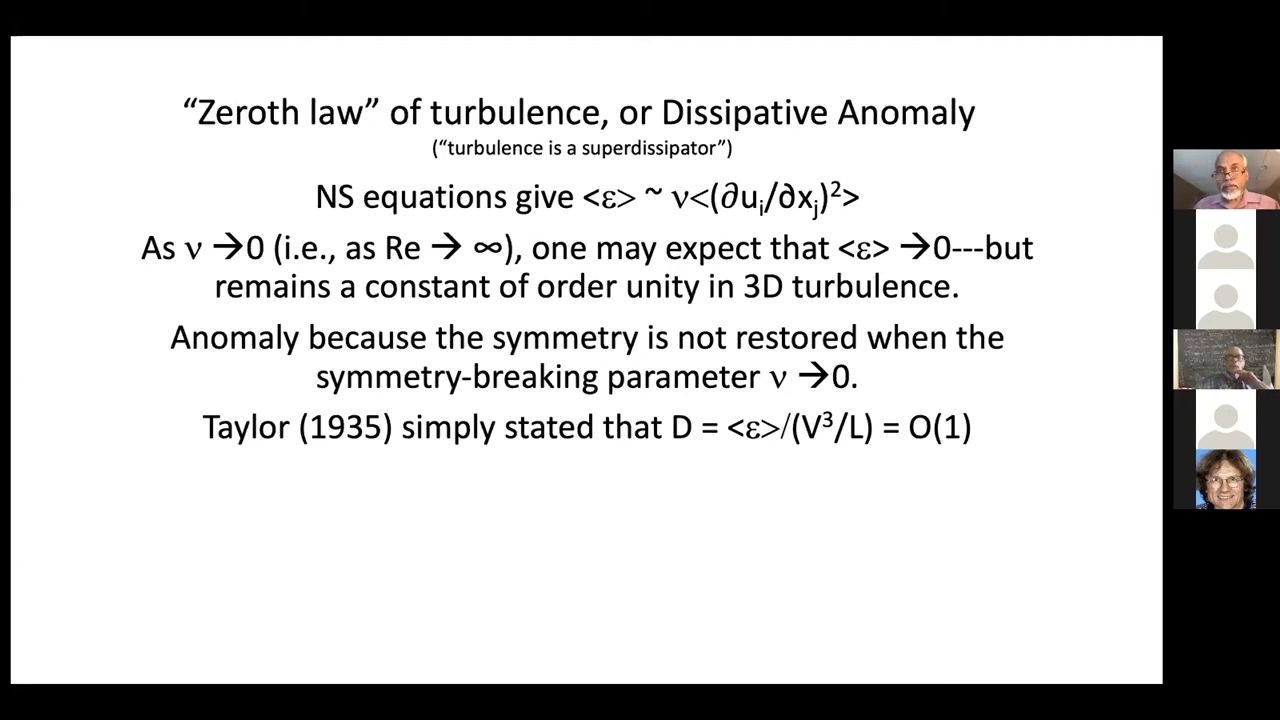 “Zeroth law” of turbulence, or Dissipative Anomaly
(“turbulence is a superdissipator”)
NS equations give <ε> ~ ν<(∂uᵢ/∂xⱼ)²>
As ν →0 (i.e., as Re → ∞), one may expect that <ε> →0---but
remains a constant of order unity in 3D turbulence.
Anomaly because the symmetry is not restored when the
symmetry-breaking parameter ν →0.
Taylor (1935) simply stated that D = <ε>/(V³/L) = O(1)